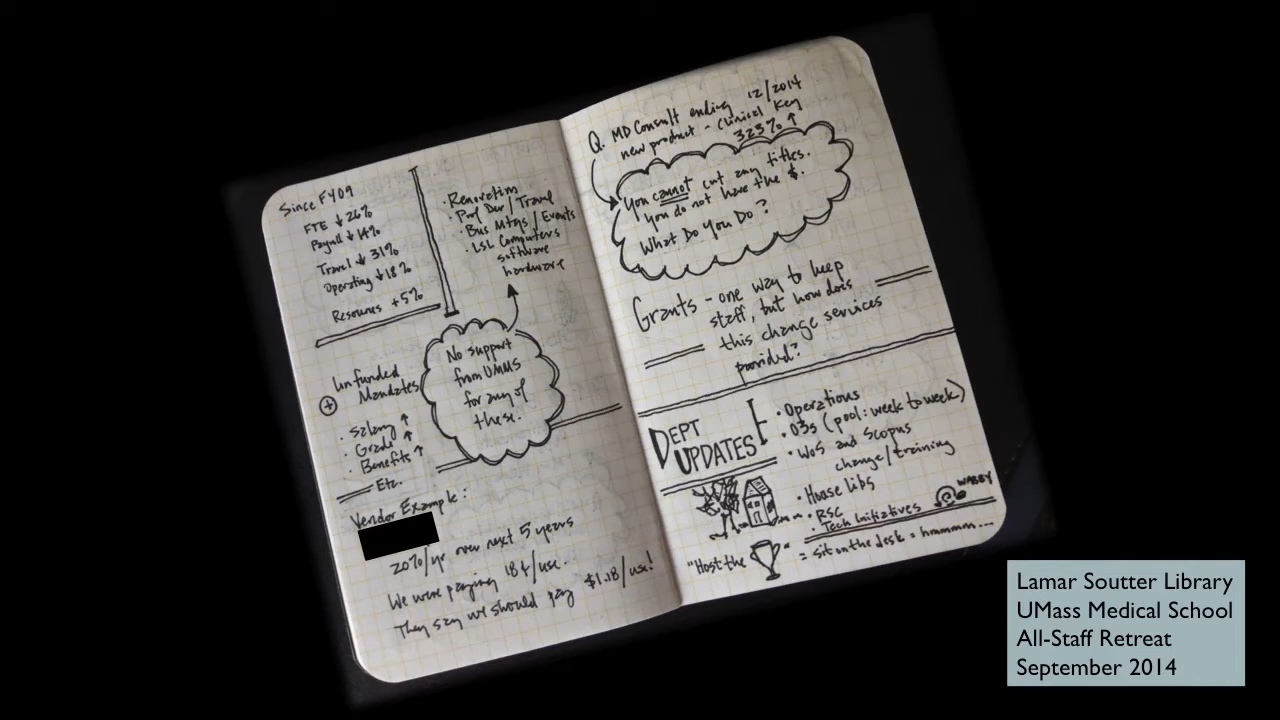 Since FY09
FTE ↓ 26%
Payroll ↓ 14%
Travel ↓ 31%
Operating ↓ 18%
Resources +5%
• Renovations
• Prof Dev / Travel
• Bus Mtgs / Events
• LSL Computers
software
hardware
No support
from UMMS
for any of
these.
Unfunded
Mandates
+
• Salary ↑
• Grade ↑
• Benefits ↑
Etc.
Vendor Example:
20%/yr over next 5 years
We were paying 18¢/use.
They say we should pay $1.18/use!
Q. MD Consult ending 12/2014
new product - Clinical Key
323% ↑
You cannot cut any titles.
You do not have the $.
What Do You Do?
Grants - one way to keep
staff, but how does
this change services
provided?
DEPT
UPDATES
• Operations
• 03s (pool: week to week)
• WoS and Scopus
change/training
• House libs
• RSC
• Tech Initiatives
WABBY
"Host the " = sit on the desk = hmmmm...
Lamar Soutter Library
UMass Medical School
All-Staff Retreat
September 2014